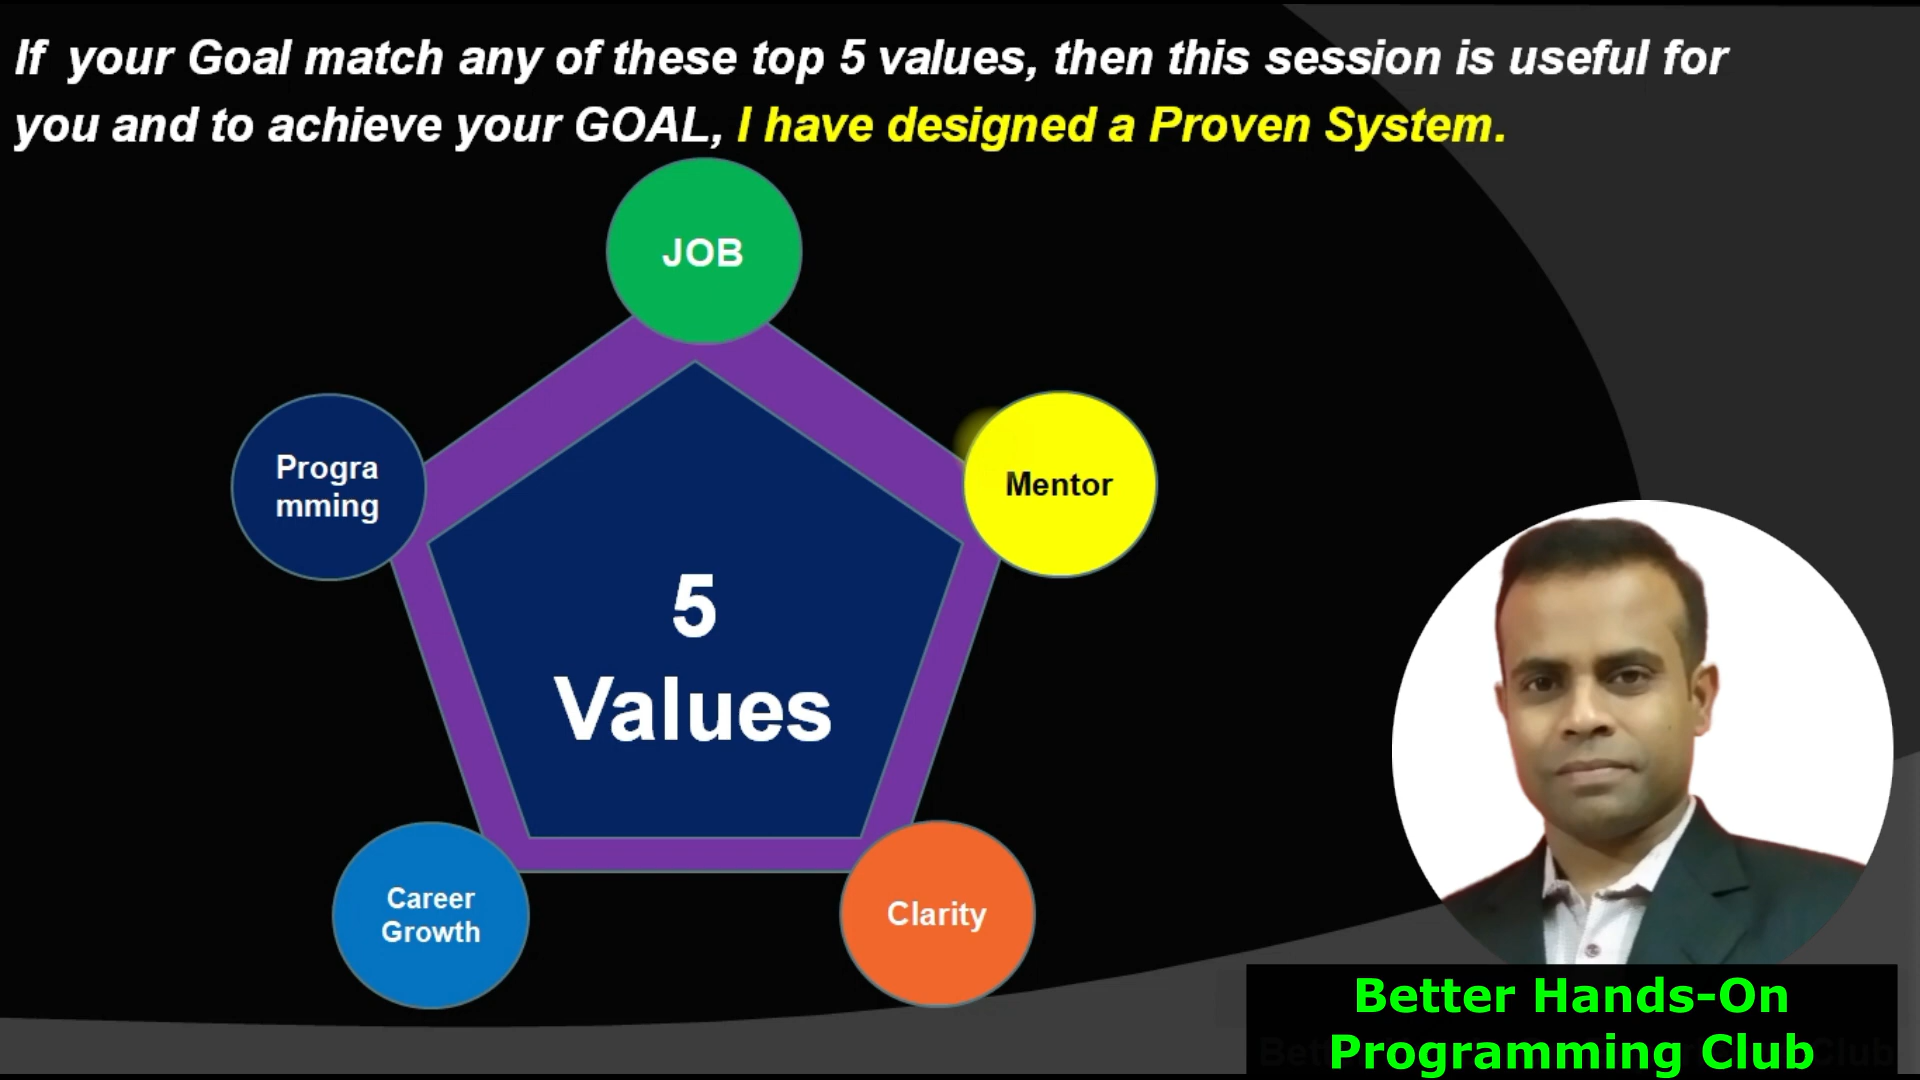 If your Goal match any of these top 5 values, then this session is useful for
you and to achieve your GOAL, I have designed a Proven System.
JOB
Progra
mming
Mentor
5
Values
Career
Growth
Clarity
Better Hands-On
Programming Club